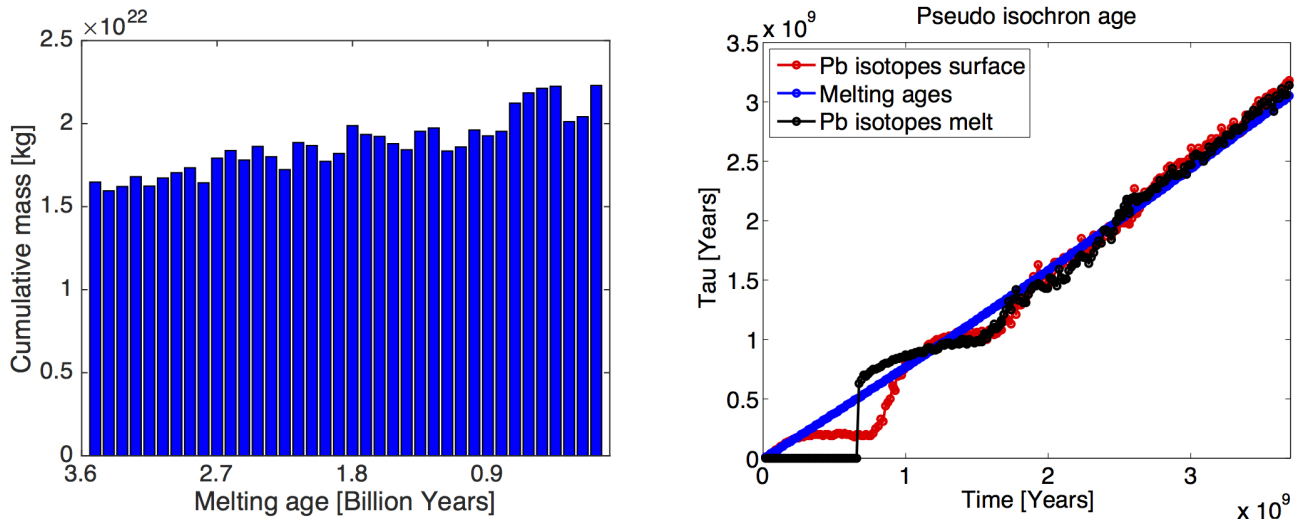 ×10^22
2.5
2
1.5
1
0.5
0
3.6 2.7 1.8 0.9
Cumulative mass [kg]
Melting age [Billion Years]
Pseudo isochron age
x 10^9
3.5
3
2.5
2
1.5
1
0.5
0
Tau [Years]
Pb isotopes surface
Melting ages
Pb isotopes melt
0 1 2 3
Time [Years]
x 10^9